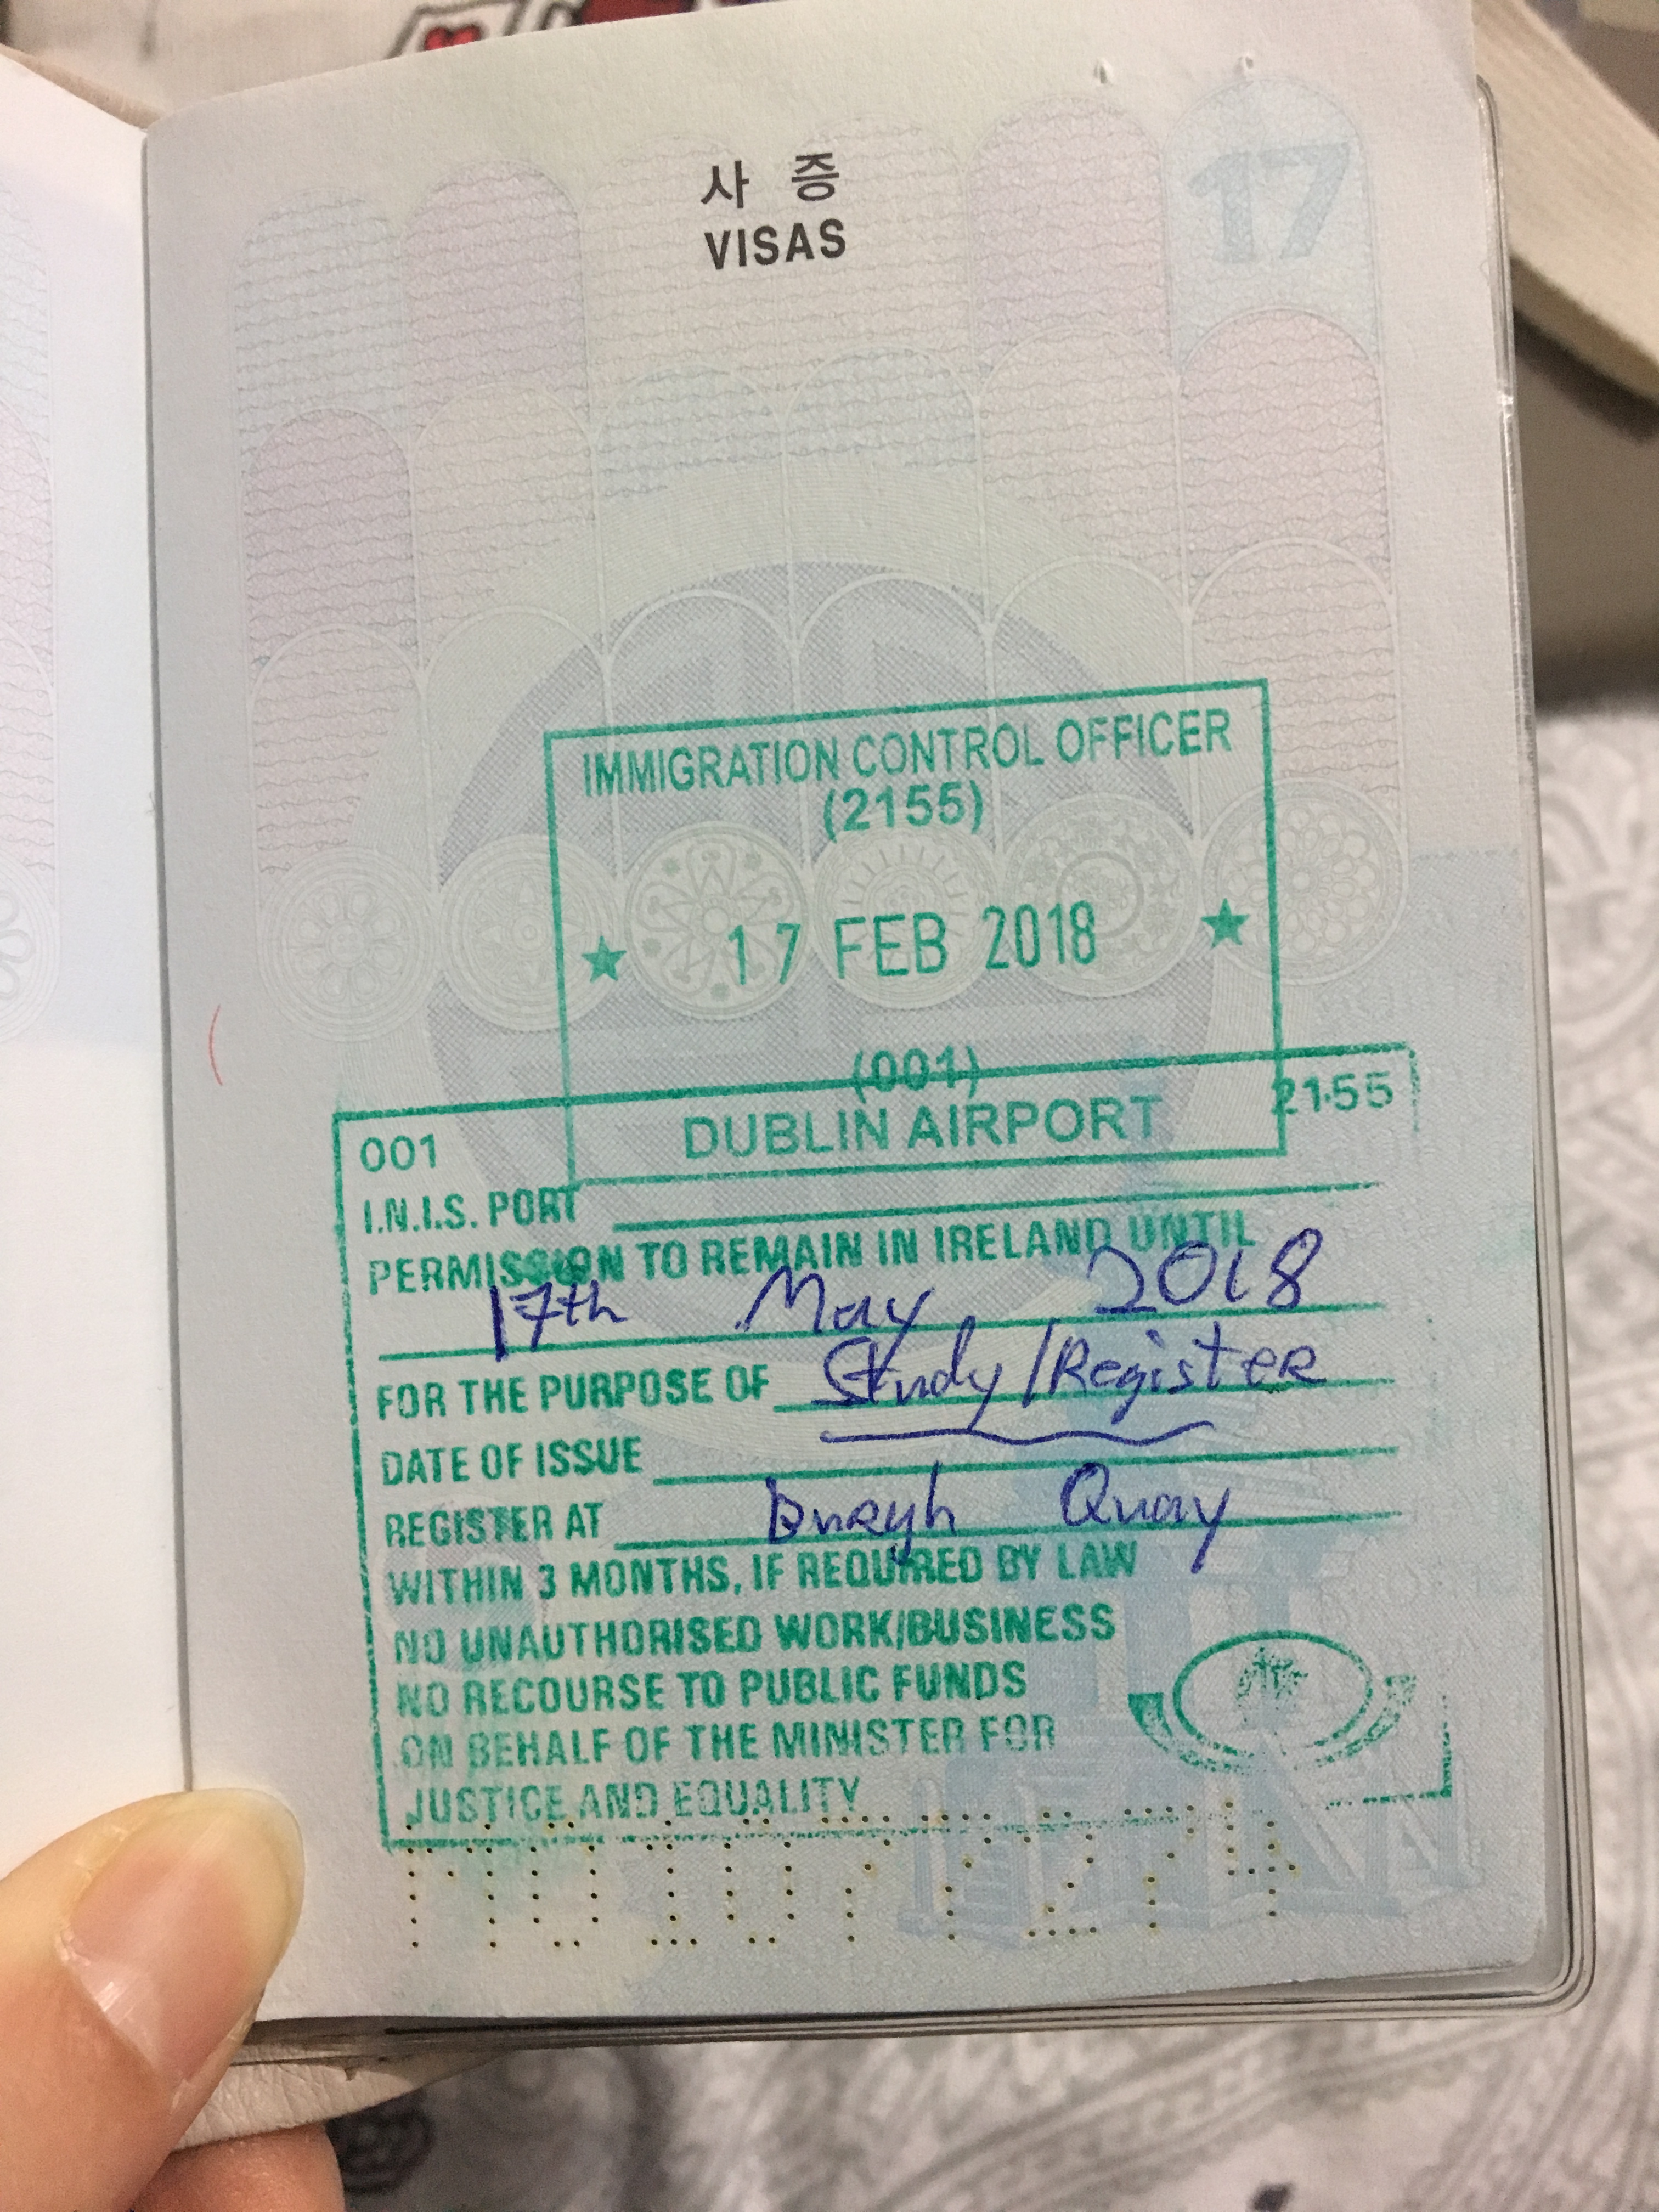 사 증
VISAS
17
IMMIGRATION CONTROL OFFICER
(2155)
★ 17 FEB 2018 ★
(001)
DUBLIN AIRPORT
001 2155
I.N.I.S. PORT
PERMISSION TO REMAIN IN IRELAND UNTIL
17th May 2018
FOR THE PURPOSE OF Study/Register
DATE OF ISSUE
REGISTER AT Burgh Quay
WITHIN 3 MONTHS, IF REQUIRED BY LAW
NO UNAUTHORISED WORK/BUSINESS
NO RECOURSE TO PUBLIC FUNDS
ON BEHALF OF THE MINISTER FOR
JUSTICE AND EQUALITY